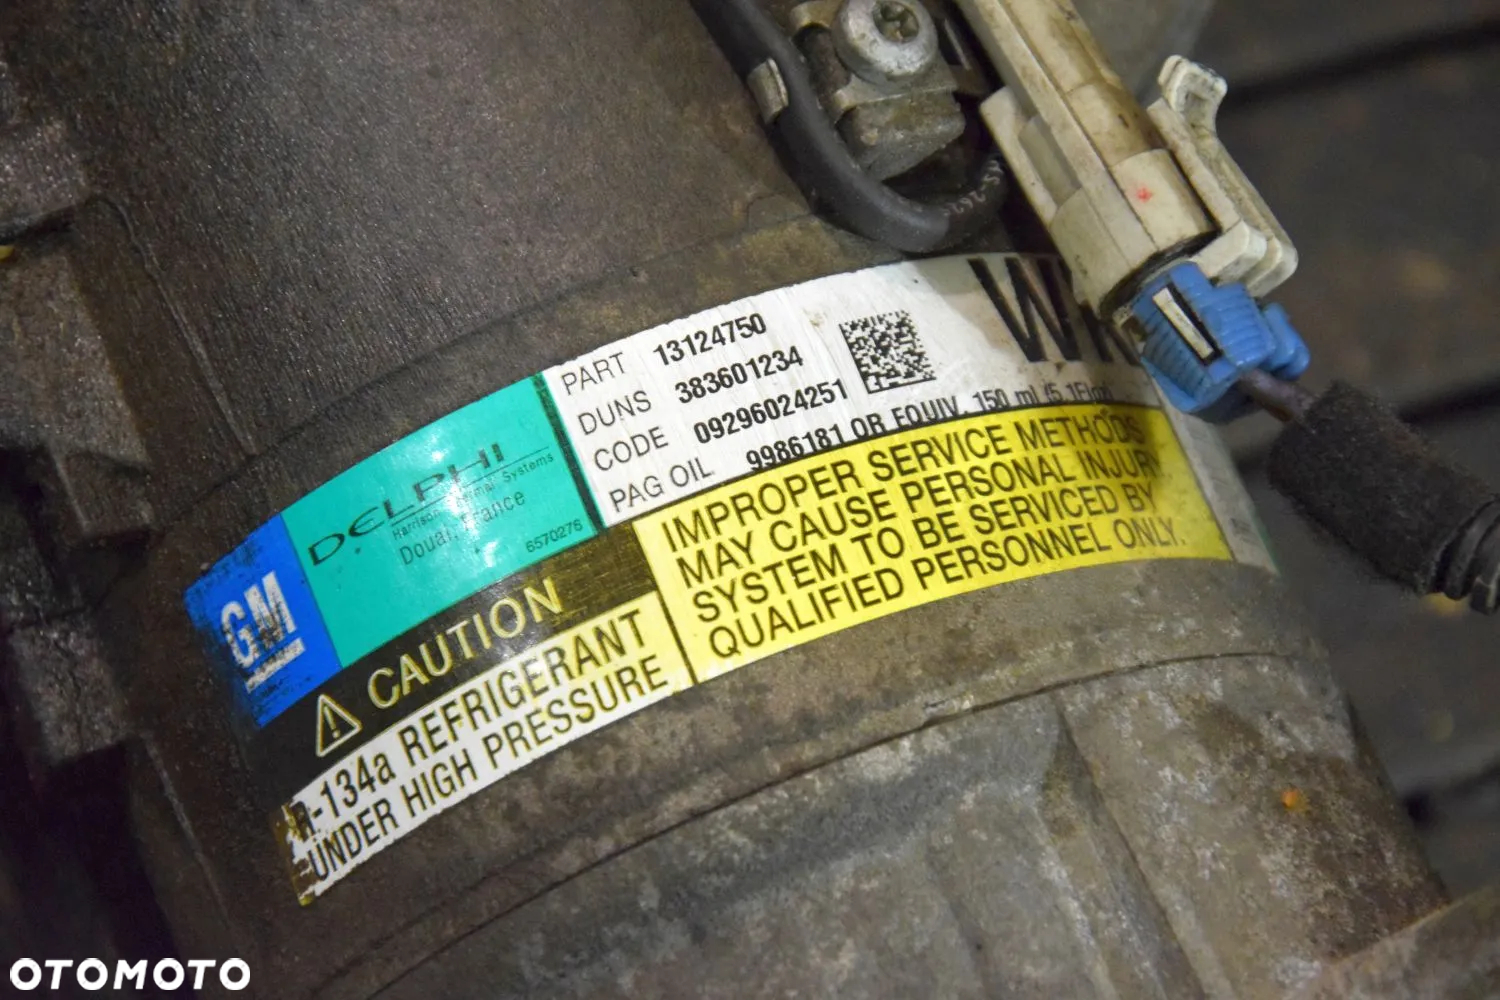 PART 13124750
DUNS 383601234
CODE 09296024251
PAG OIL 9986181 OR EQUIV. 150 ml (5.1Floz)
DELPHI
Harrison Thermal Systems
Douai, France
6570276
GM
CAUTION
R-134a REFRIGERANT
UNDER HIGH PRESSURE
IMPROPER SERVICE METHODS
MAY CAUSE PERSONAL INJURY
SYSTEM TO BE SERVICED BY
QUALIFIED PERSONNEL ONLY.
OTOMOTO